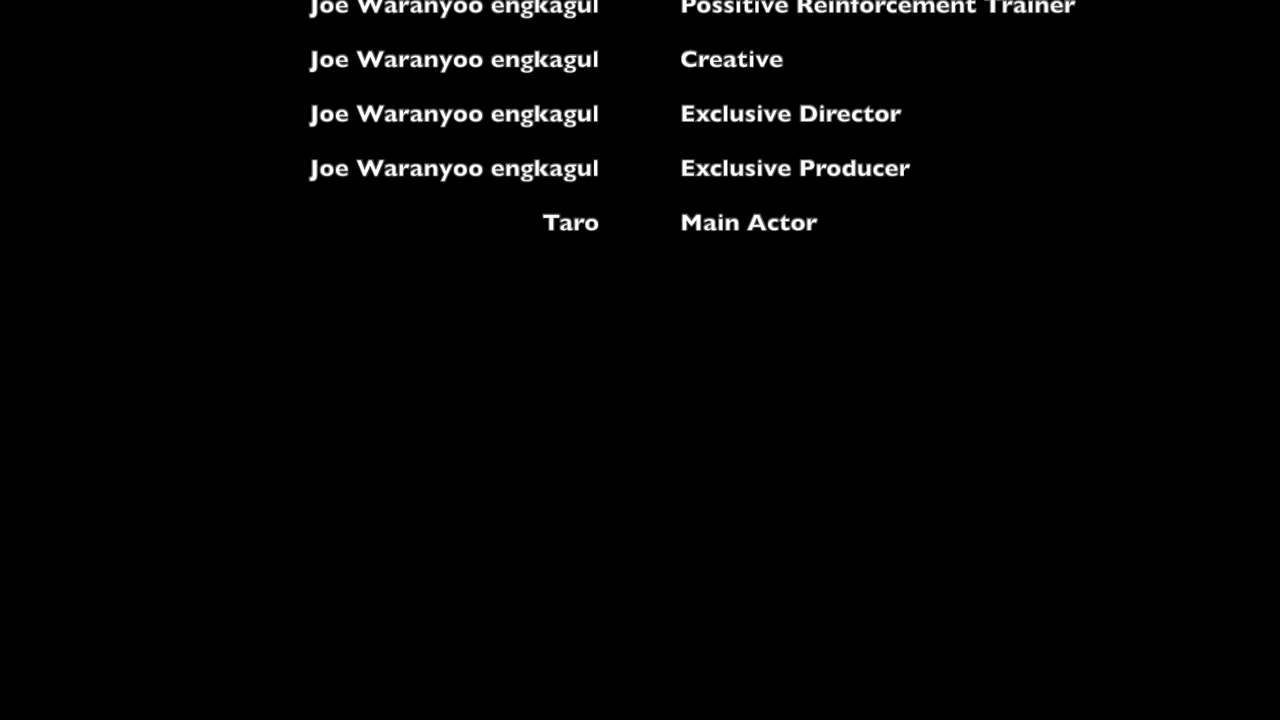 Joe Waranyoo engkagul Possitive Reinforcement Trainer
Joe Waranyoo engkagul Creative
Joe Waranyoo engkagul Exclusive Director
Joe Waranyoo engkagul Exclusive Producer
Taro Main Actor